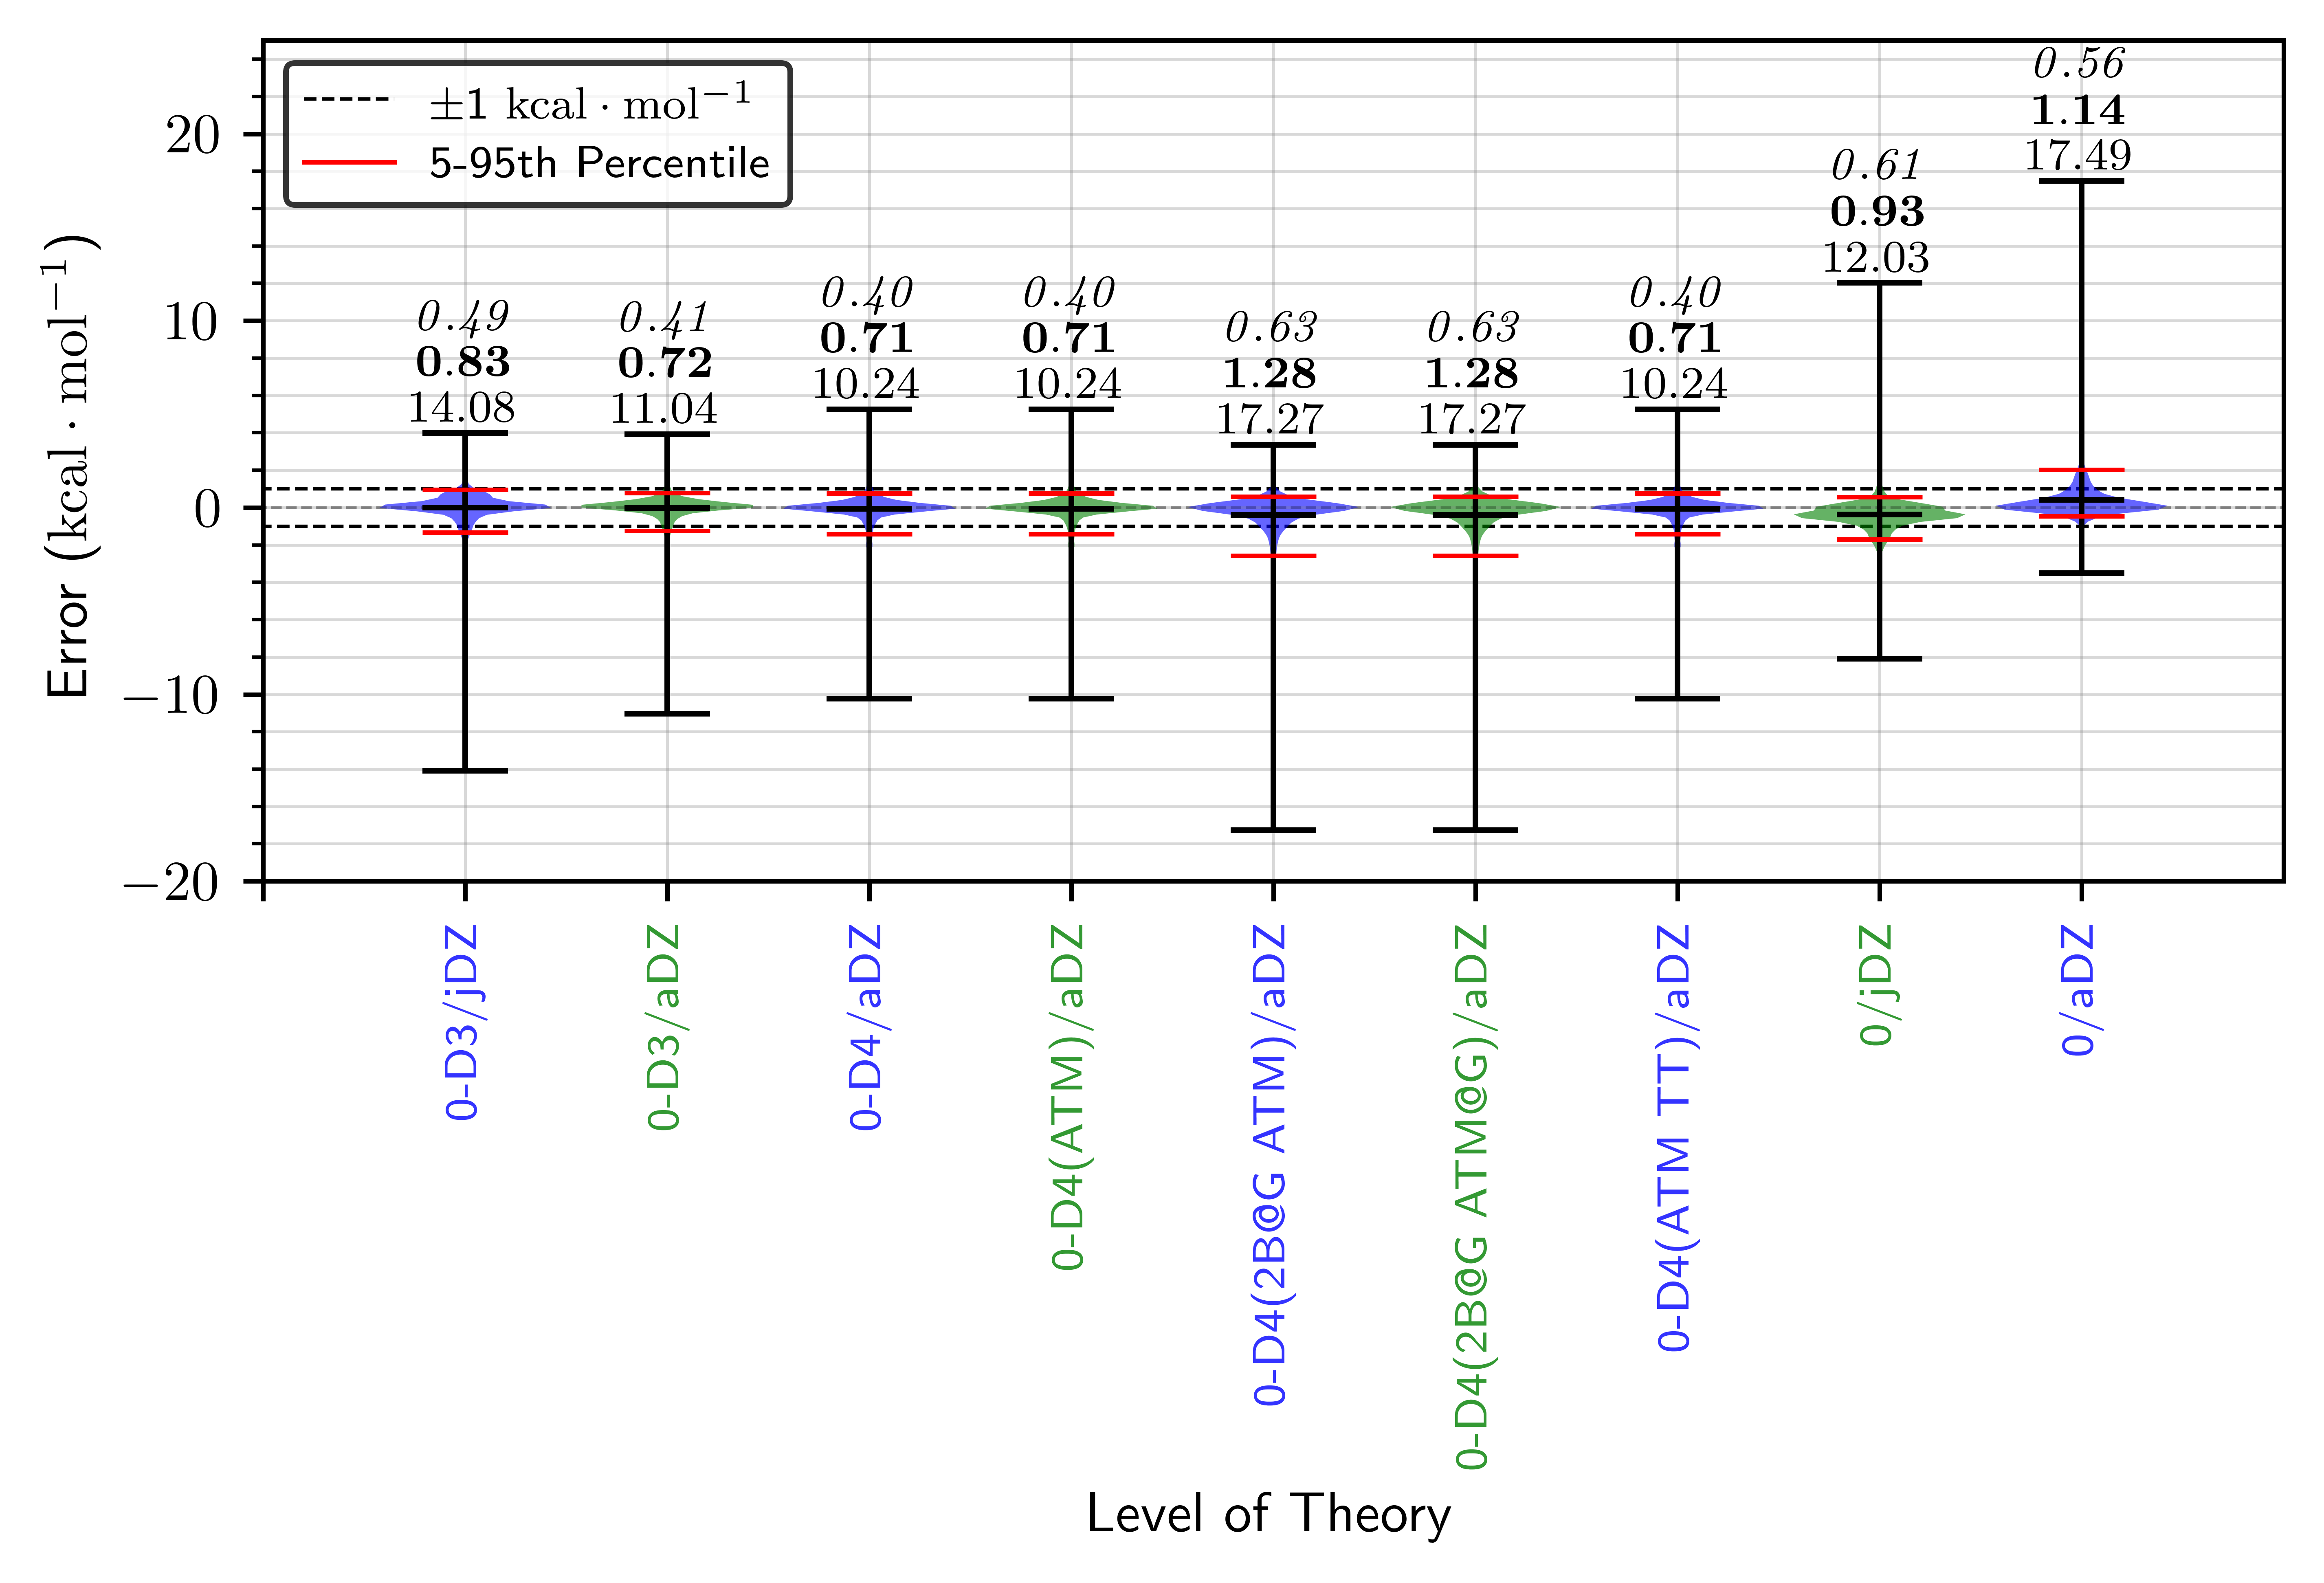 ±1 kcal · mol⁻¹
5-95th Percentile
Error (kcal · mol⁻¹)
20
10
0
−10
−20
0.49
0.83
14.08
0.41
0.72
11.04
0.40
0.71
10.24
0.40
0.71
10.24
0.63
1.28
17.27
0.63
1.28
17.27
0.40
0.71
10.24
0.61
0.93
12.03
0.56
1.14
17.49
0-D3/jDZ
0-D3/aDZ
0-D4/aDZ
0-D4(ATM)/aDZ
0-D4(2B@G ATM)/aDZ
0-D4(2B@G ATM@G)/aDZ
0-D4(ATM TT)/aDZ
0/jDZ
0/aDZ
Level of Theory